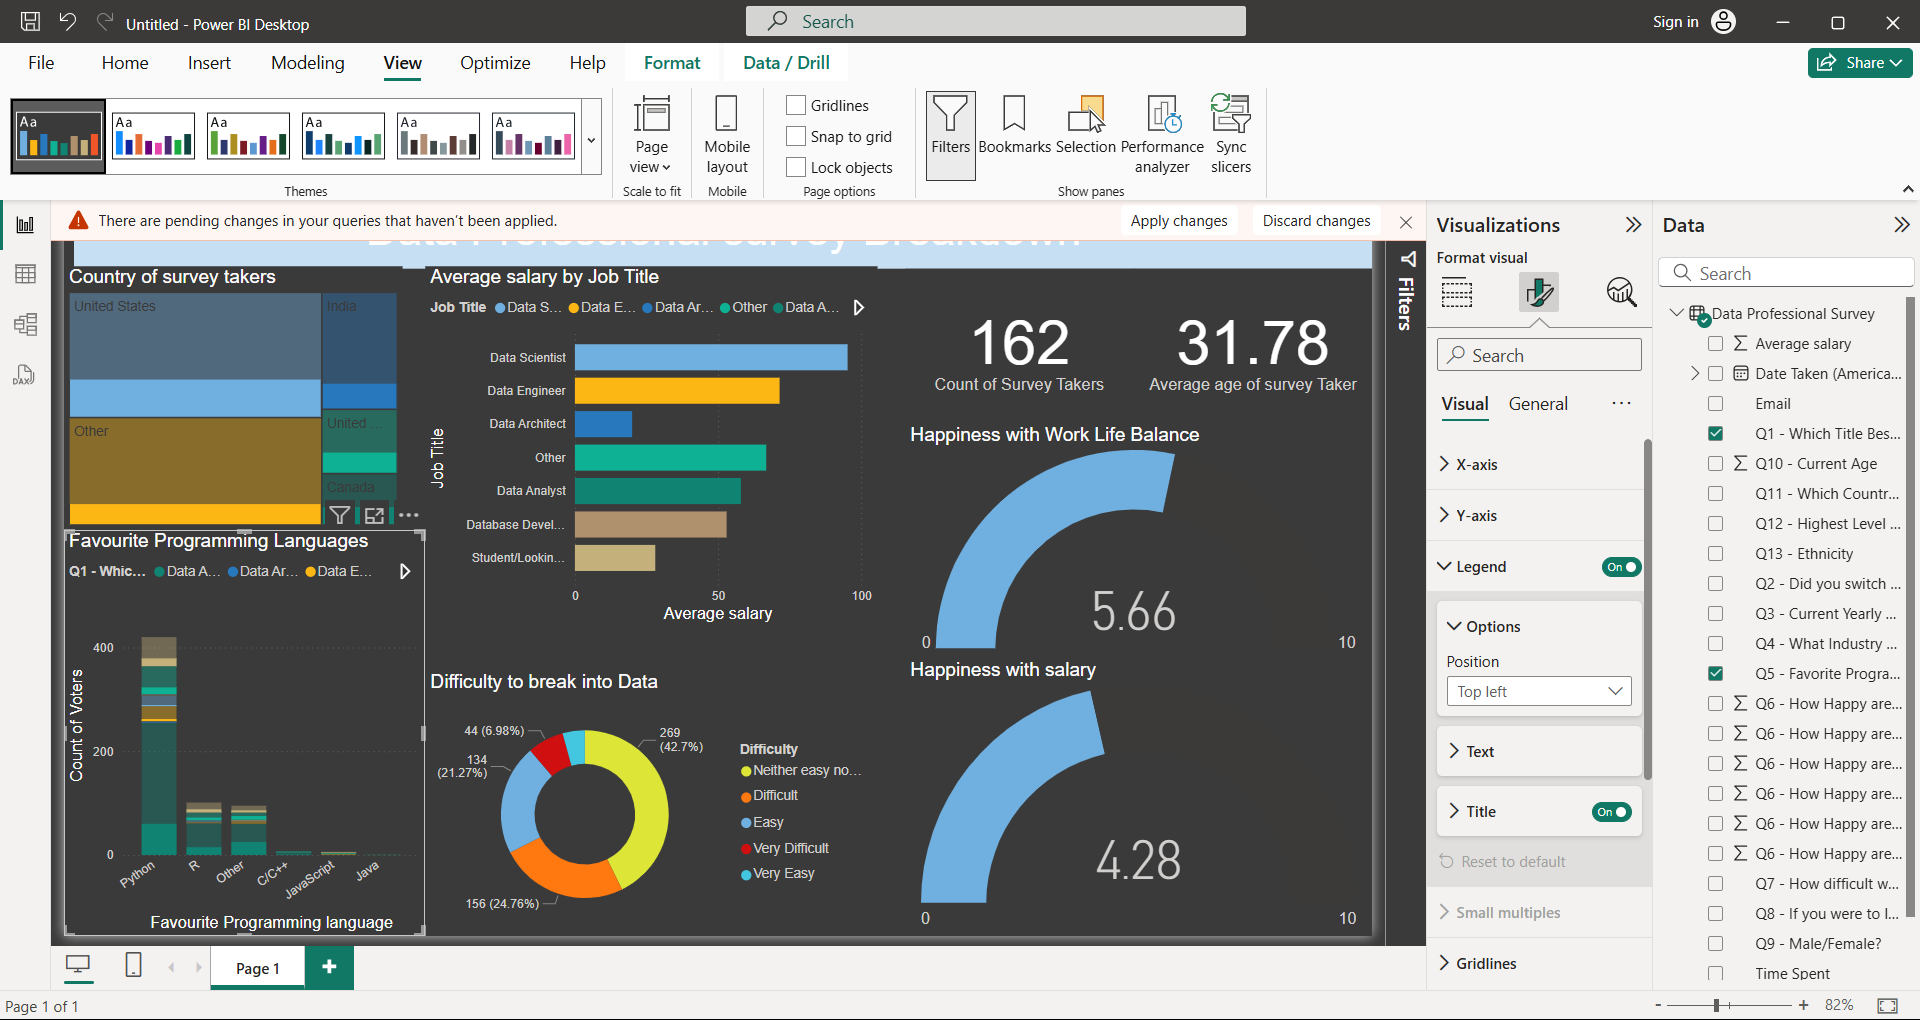 Untitled - Power BI Desktop
Search
Sign in
File
Home
Insert
Modeling
View
Optimize
Help
Format
Data / Drill
Share
Aa
Aa
Aa
Aa
Aa
Aa
Themes
Page view
Scale to fit
Mobile layout
Mobile
Gridlines
Snap to grid
Lock objects
Page options
Filters
Bookmarks
Selection
Performance analyzer
Sync slicers
Show panes
There are pending changes in your queries that haven't been applied.
Apply changes
Discard changes
DAX
Data Professional Survey Breakdown
Country of survey takers
United States
India
Other
United ...
Canada
Average salary by Job Title
Job Title
Data S...
Data E...
Data Ar...
Other
Data A...
Job Title
Data Scientist
Data Engineer
Data Architect
Other
Data Analyst
Database Devel...
Student/Lookin...
0
50
100
Average salary
162
Count of Survey Takers
31.78
Average age of survey Taker
Happiness with Work Life Balance
5.66
0
10
Happiness with salary
4.28
0
10
Favourite Programming Languages
Q1 - Whic...
Data A...
Data Ar...
Data E...
Count of Voters
400
200
0
Python
R
Other
C/C++
JavaScript
Java
Favourite Programming language
Difficulty to break into Data
44 (6.98%)
134
(21.27%)
269
(42.7%)
156 (24.76%)
Difficulty
Neither easy no...
Difficult
Easy
Very Difficult
Very Easy
Filters
Visualizations
Format visual
Search
Visual
General
X-axis
Y-axis
Legend
On
Options
Position
Top left
Text
Title
On
Reset to default
Small multiples
Gridlines
Data
Search
Data Professional Survey
Average salary
Date Taken (America...
Email
Q1 - Which Title Bes...
Q10 - Current Age
Q11 - Which Countr...
Q12 - Highest Level ...
Q13 - Ethnicity
Q2 - Did you switch ...
Q3 - Current Yearly ...
Q4 - What Industry ...
Q5 - Favorite Progra...
Q6 - How Happy are...
Q6 - How Happy are...
Q6 - How Happy are...
Q6 - How Happy are...
Q6 - How Happy are...
Q6 - How Happy are...
Q7 - How difficult w...
Q8 - If you were to l...
Q9 - Male/Female?
Time Spent
Page 1
Page 1 of 1
82%